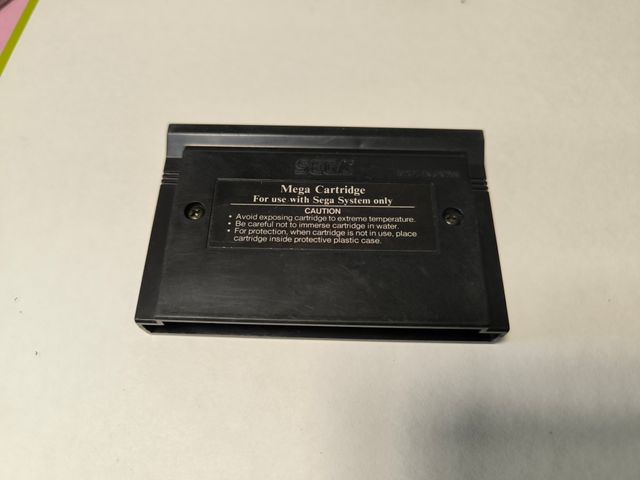 SEGA
Mega Cartridge
For use with Sega System only
CAUTION
• Avoid exposing cartridge to extreme temperature.
• Be careful not to immerse cartridge in water.
• For protection, when cartridge is not in use, place
cartridge inside protective plastic case.